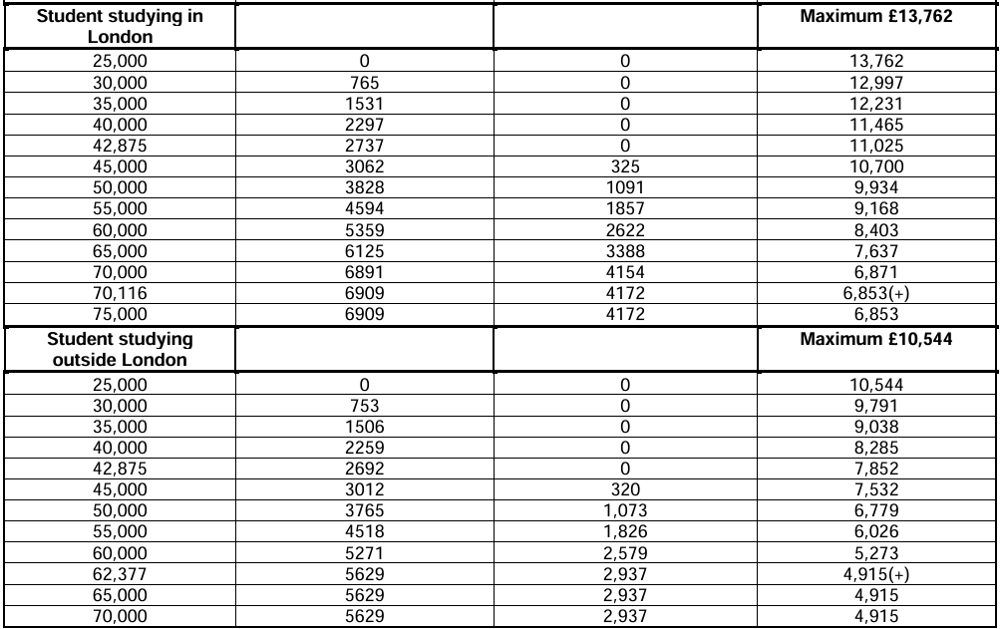 Student studying in Maximum £13,762
London
25,000 0 0 13,762
30,000 765 0 12,997
35,000 1531 0 12,231
40,000 2297 0 11,465
42,875 2737 0 11,025
45,000 3062 325 10,700
50,000 3828 1091 9,934
55,000 4594 1857 9,168
60,000 5359 2622 8,403
65,000 6125 3388 7,637
70,000 6891 4154 6,871
70,116 6909 4172 6,853(+)
75,000 6909 4172 6,853
Student studying Maximum £10,544
outside London
25,000 0 0 10,544
30,000 753 0 9,791
35,000 1506 0 9,038
40,000 2259 0 8,285
42,875 2692 0 7,852
45,000 3012 320 7,532
50,000 3765 1,073 6,779
55,000 4518 1,826 6,026
60,000 5271 2,579 5,273
62,377 5629 2,937 4,915(+)
65,000 5629 2,937 4,915
70,000 5629 2,937 4,915